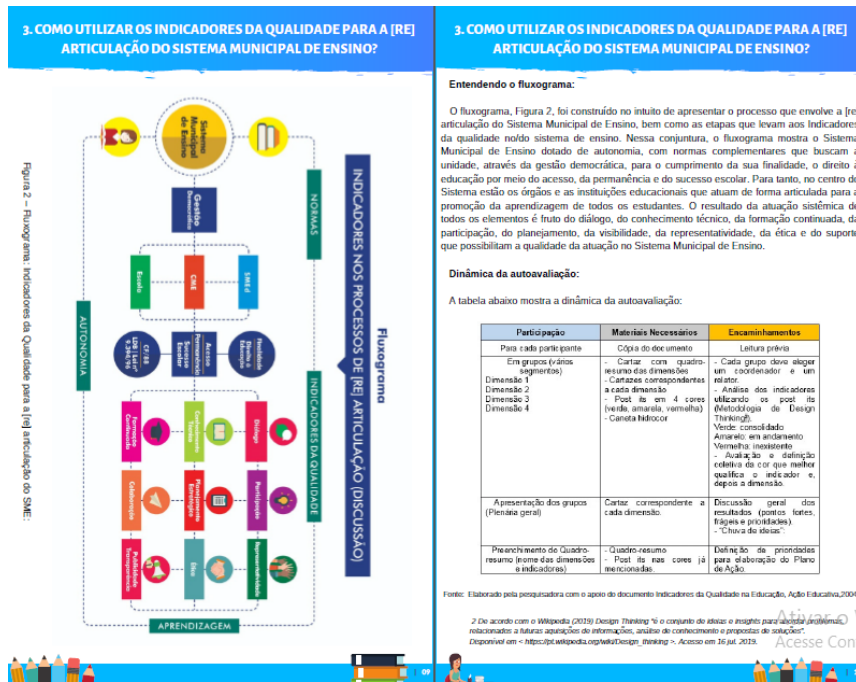 3. COMO UTILIZAR OS INDICADORES DA QUALIDADE PARA A [RE]
ARTICULAÇÃO DO SISTEMA MUNICIPAL DE ENSINO?
Fluxograma
INDICADORES NOS PROCESSOS DE [RE] ARTICULAÇÃO (DISCUSSÃO)
NORMAS
INDICADORES DA QUALIDADE
Sistema
Municipal
de Ensino
Gestão
Democrática
SMEd
CME
Escola
Finalidade
Direito à
Educação
Acesso
Permanência
Sucesso
Escolar
CF/88
LDB | Lei nº
9.394/96
Diálogo
Conhecimento
Técnico
Formação
Continuada
Participação
Planejamento
Estratégico
Colaboração
Representatividade
Ética
Publicidade
Transparência
AUTONOMIA
APRENDIZAGEM
Figura 2 – Fluxograma: Indicadores da Qualidade para a [re] articulação do SME:
09
3. COMO UTILIZAR OS INDICADORES DA QUALIDADE PARA A [RE]
ARTICULAÇÃO DO SISTEMA MUNICIPAL DE ENSINO?
Entendendo o fluxograma:
O fluxograma, Figura 2, foi construído no intuito de apresentar o processo que envolve a [re]
articulação do Sistema Municipal de Ensino, bem como as etapas que levam aos Indicadores
da qualidade no/do sistema de ensino. Nessa conjuntura, o fluxograma mostra o Sistema
Municipal de Ensino dotado de autonomia, com normas complementares que buscam a
unidade, através da gestão democrática, para o cumprimento da sua finalidade, o direito à
educação por meio do acesso, da permanência e do sucesso escolar. Para tanto, no centro do
Sistema estão os órgãos e as instituições educacionais que atuam de forma articulada para a
promoção da aprendizagem de todos os estudantes. O resultado da atuação sistêmica de
todos os elementos é fruto do diálogo, do conhecimento técnico, da formação continuada, da
participação, do planejamento, da visibilidade, da representatividade, da ética e do suporte
que possibilitam a qualidade da atuação no Sistema Municipal de Ensino.
Dinâmica da autoavaliação:
A tabela abaixo mostra a dinâmica da autoavaliação:
Participação Materiais Necessários Encaminhamentos
Para cada participante Cópia do documento Leitura prévia
Em grupos (vários
segmentos)
Dimensão 1
Dimensão 2
Dimensão 3
Dimensão 4
- Cartaz com quadro-
resumo das dimensões
- Cartazes correspondentes
a cada dimensão
- Post its em 4 cores
(verde, amarela, vermelha)
- Caneta hidrocor
- Cada grupo deve eleger
um coordenador e um
relator.
- Análise dos indicadores
utilizando os post its
(Metodologia de Design
Thinking²).
Verde: consolidado
Amarelo: em andamento
Vermelha: inexistente
- Avaliação e definição
coletiva da cor que melhor
qualifica o indicador e,
depois a dimensão.
Apresentação dos grupos
(Plenária geral)
Cartaz correspondente a
cada dimensão.
Discussão geral dos
resultados (pontos fortes,
frágeis e prioridades).
- "Chuva de ideias":
Preenchimento do Quadro-
resumo (nome das dimensões
e indicadores)
- Quadro-resumo
- Post its nas cores já
mencionadas.
Definição de prioridades
para elaboração do Plano
de Ação.
Fonte: Elaborado pela pesquisadora com o apoio do documento Indicadores da Qualidade na Educação, Ação Educativa,2004
2 De acordo com o Wikipedia (2019) Design Thinking "é o conjunto de ideias e insights para abordar problemas,
relacionados a futuras aquisições de informações, análise de conhecimento e propostas de soluções".
Disponível em < https://pt.wikipedia.org/wiki/Design_thinking >. Acesso em 16 jul. 2019.
Ativar o
Acesse Con